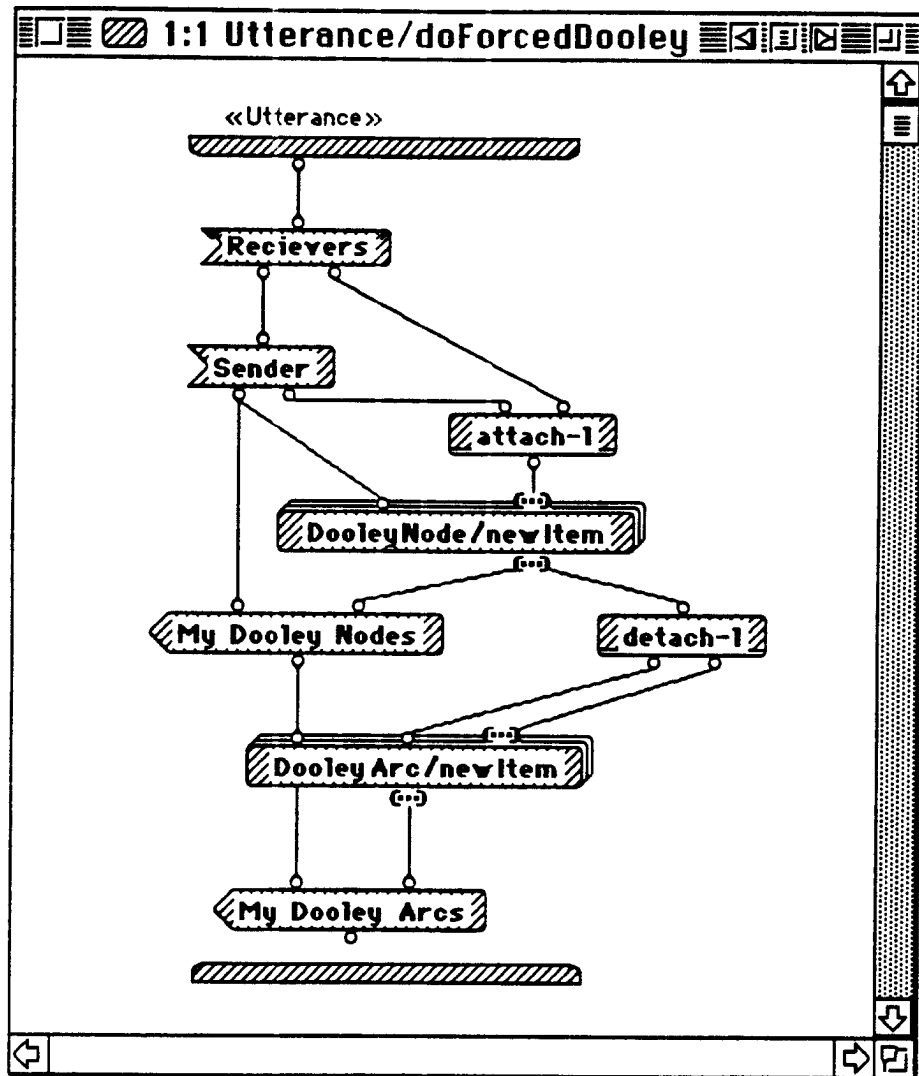 1:1 Utterance/doForcedDooley
«Utterance»
Recievers
Sender
attach-1
DooleyNode/newItem
My Dooley Nodes
detach-1
DooleyArc/newItem
My Dooley Arcs